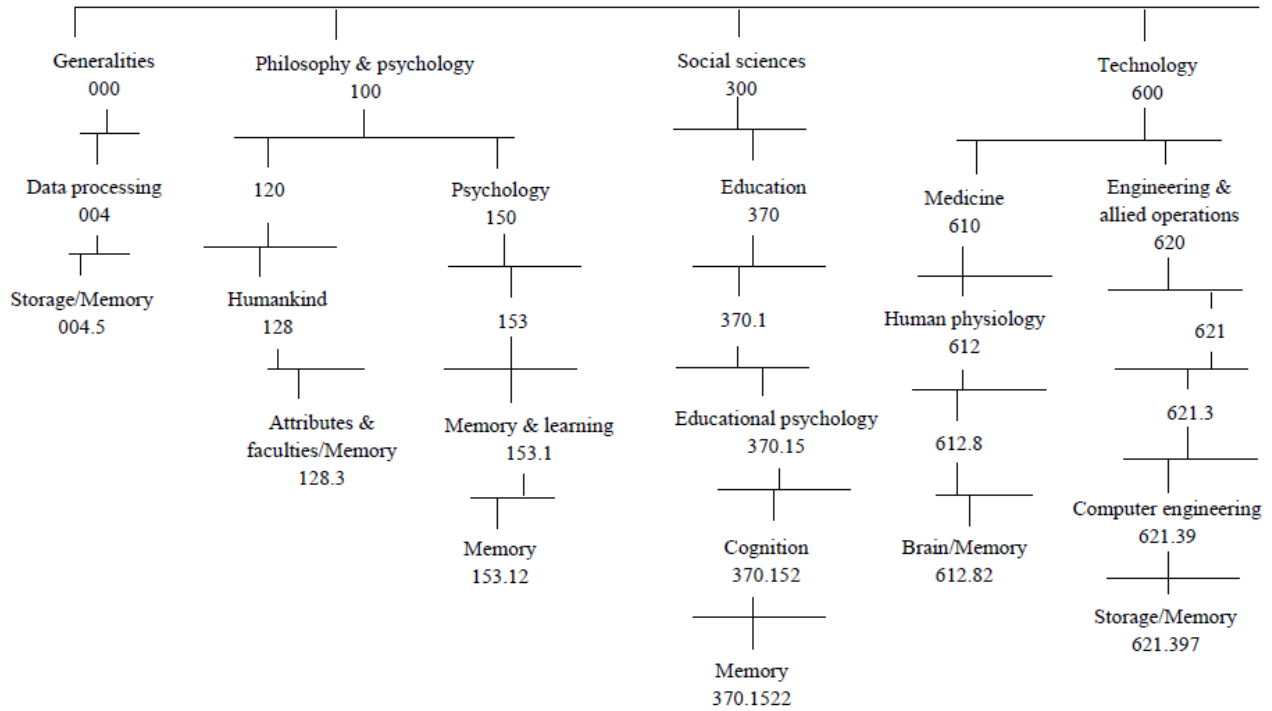 Generalities
000
Philosophy & psychology
100
Social sciences
300
Technology
600
Data processing
004
120
Psychology
150
Education
370
Medicine
610
Engineering &
allied operations
620
Storage/Memory
004.5
Humankind
128
153
370.1
Human physiology
612
621
Attributes &
faculties/Memory
128.3
Memory & learning
153.1
Educational psychology
370.15
612.8
621.3
Memory
153.12
Cognition
370.152
Brain/Memory
612.82
Computer engineering
621.39
Memory
370.1522
Storage/Memory
621.397